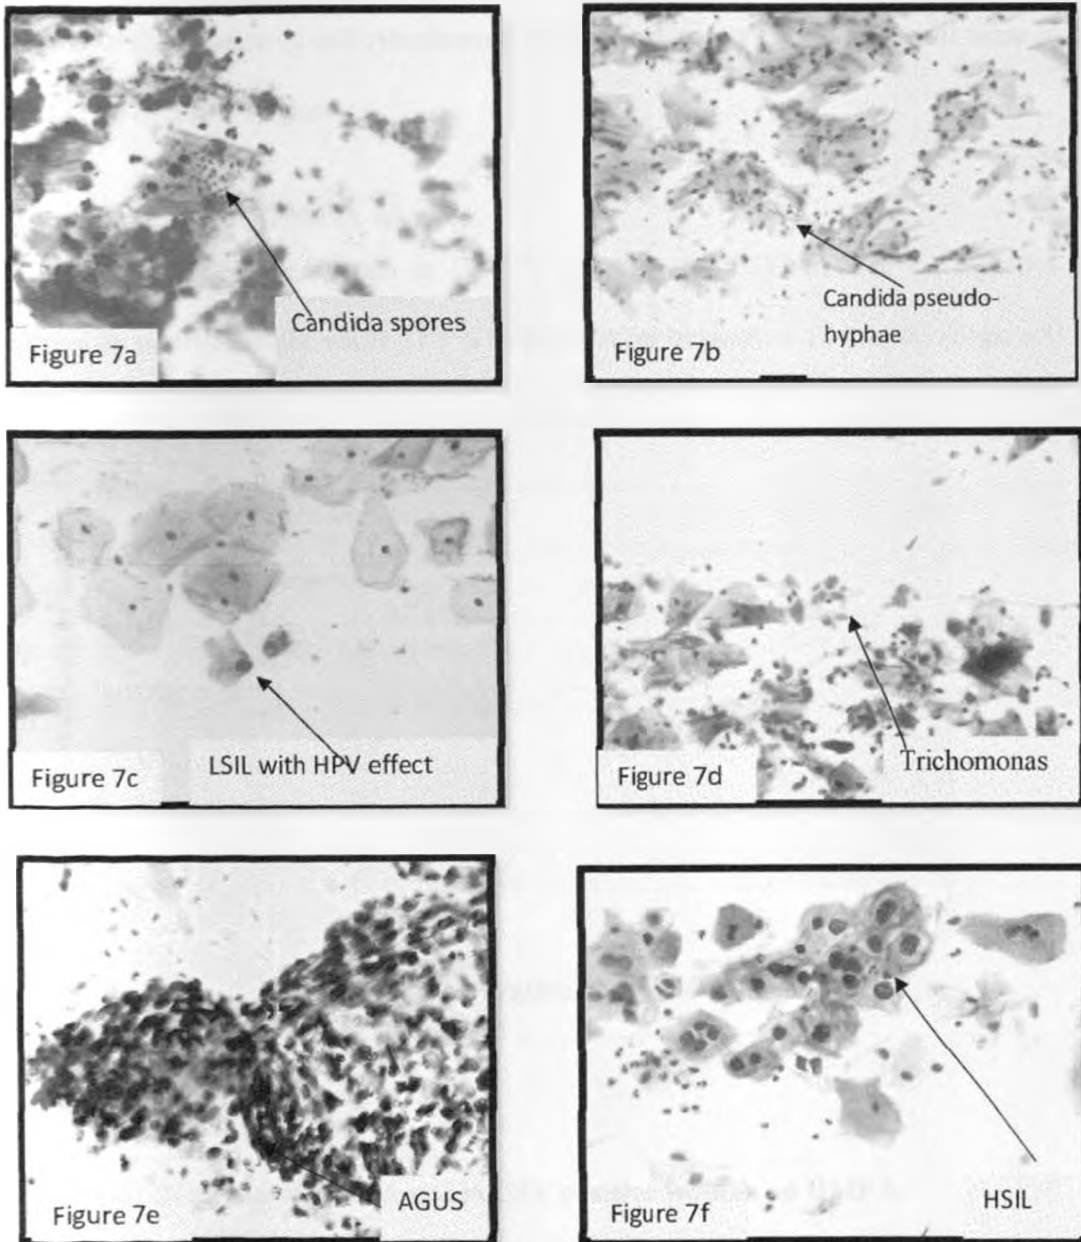 Candida spores
Figure 7a
Candida pseudo-
hyphae
Figure 7b
LSIL with HPV effect
Figure 7c
Trichomonas
Figure 7d
AGUS
Figure 7e
HSIL
Figure 7f